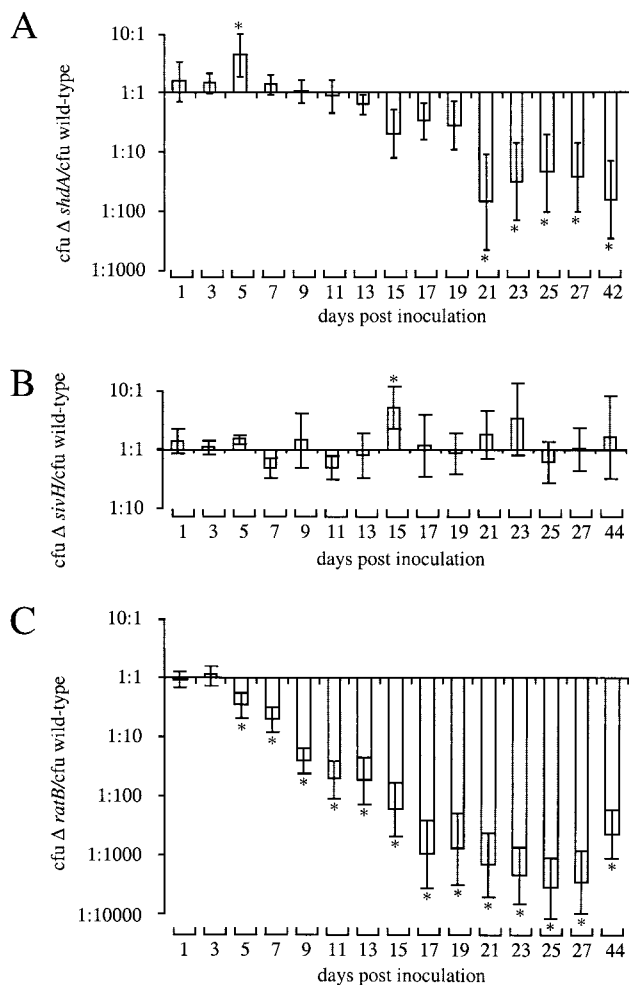 A
cfu Δ shdA/cfu wild-type
10:1
1:1
1:10
1:100
1:1000
*
* * * * *
1 3 5 7 9 11 13 15 17 19 21 23 25 27 42
days post inoculation
B
cfu Δ sivH/cfu wild-type
10:1
1:1
1:10
*
1 3 5 7 9 11 13 15 17 19 21 23 25 27 44
days post inoculation
C
cfu Δ ratB/cfu wild-type
10:1
1:1
1:10
1:100
1:1000
1:10000
* * * * * * * * * * * * *
1 3 5 7 9 11 13 15 17 19 21 23 25 27 44
days post inoculation